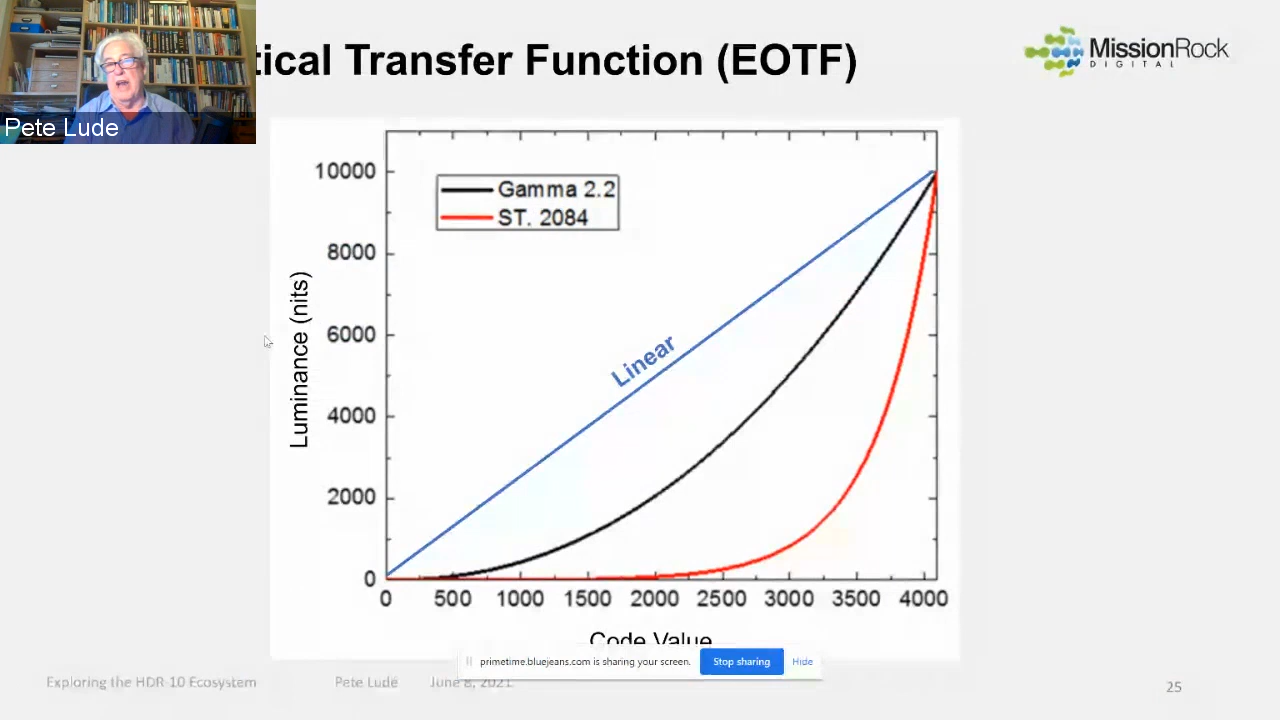 tical Transfer Function (EOTF)
MissionRock
DIGITAL
Pete Lude
10000
8000
6000
4000
2000
0
Luminance (nits)
Gamma 2.2
ST. 2084
Linear
0 500 1000 1500 2000 2500 3000 3500 4000
Code Value
primetime.bluejeans.com is sharing your screen. Stop sharing Hide
Exploring the HDR-10 Ecosystem Pete Lude June 8, 2021 25